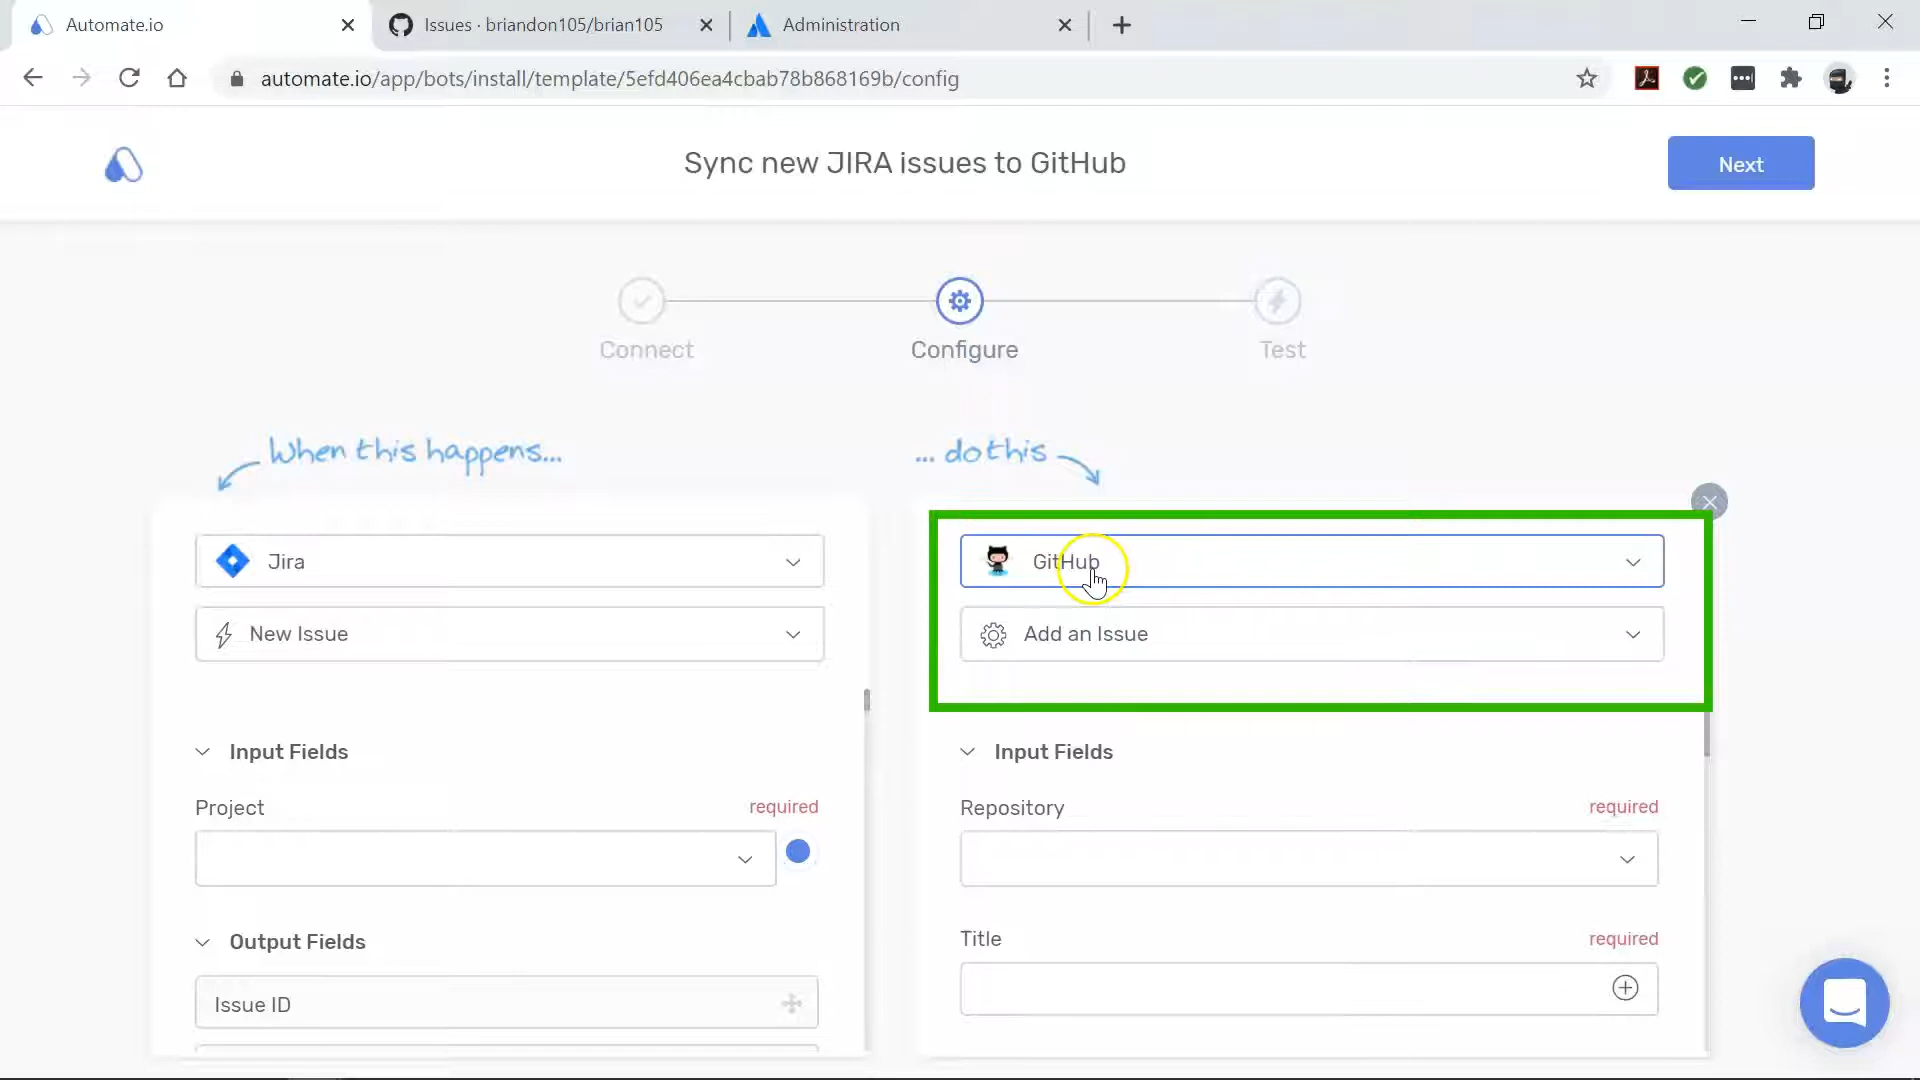 Automate.io
Issues · briandon105/brian105
Administration
automate.io/app/bots/install/template/5efd406ea4cbab78b868169b/config
Sync new JIRA issues to GitHub
Next
Connect
Configure
Test
When this happens...
... do this
Jira
GitHub
New Issue
Add an Issue
Input Fields
Input Fields
Project required
Repository required
Output Fields
Title required
Issue ID